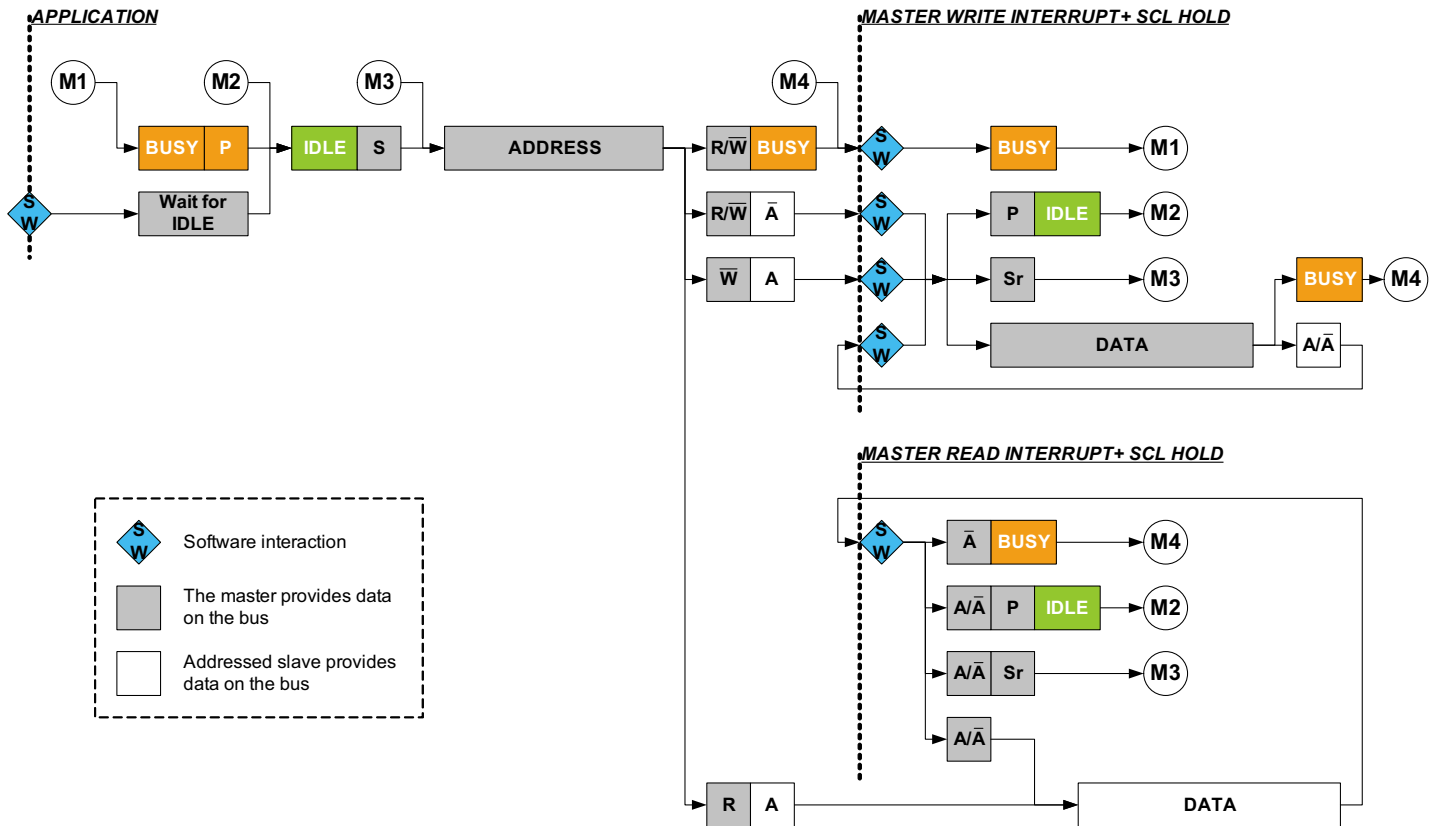 APPLICATION
MASTER WRITE INTERRUPT+ SCL HOLD
M1
M2
M3
M4
BUSY P
IDLE S
ADDRESS
R/W̅ BUSY
S
W
BUSY
M1
S
W
Wait for
IDLE
R/W̅ A̅
S
W
P IDLE
M2
W̅ A
S
W
Sr
M3
BUSY
M4
S
W
DATA
A/A̅
MASTER READ INTERRUPT+ SCL HOLD
S
W
A̅ BUSY
M4
A/A̅ P IDLE
M2
A/A̅ Sr
M3
A/A̅
R A
DATA
S
W
Software interaction
The master provides data
on the bus
Addressed slave provides
data on the bus